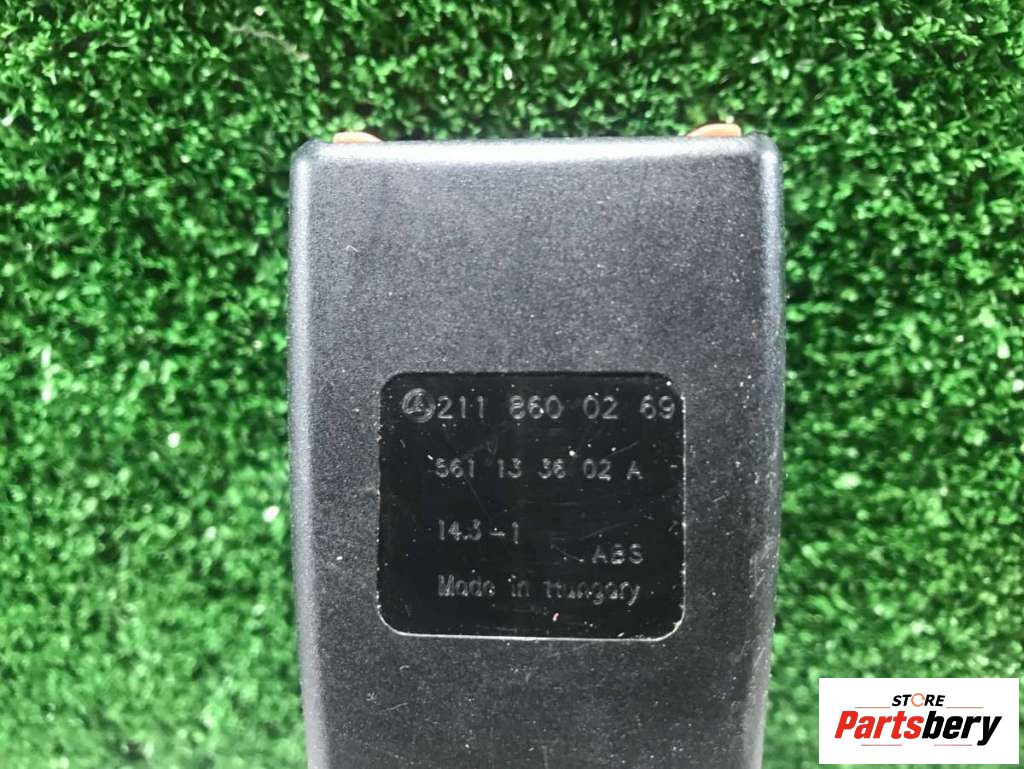 211 860 02 69
561 13 36 02 A
14.3-1
ABS
Made in Hungary
STORE
Partsbery